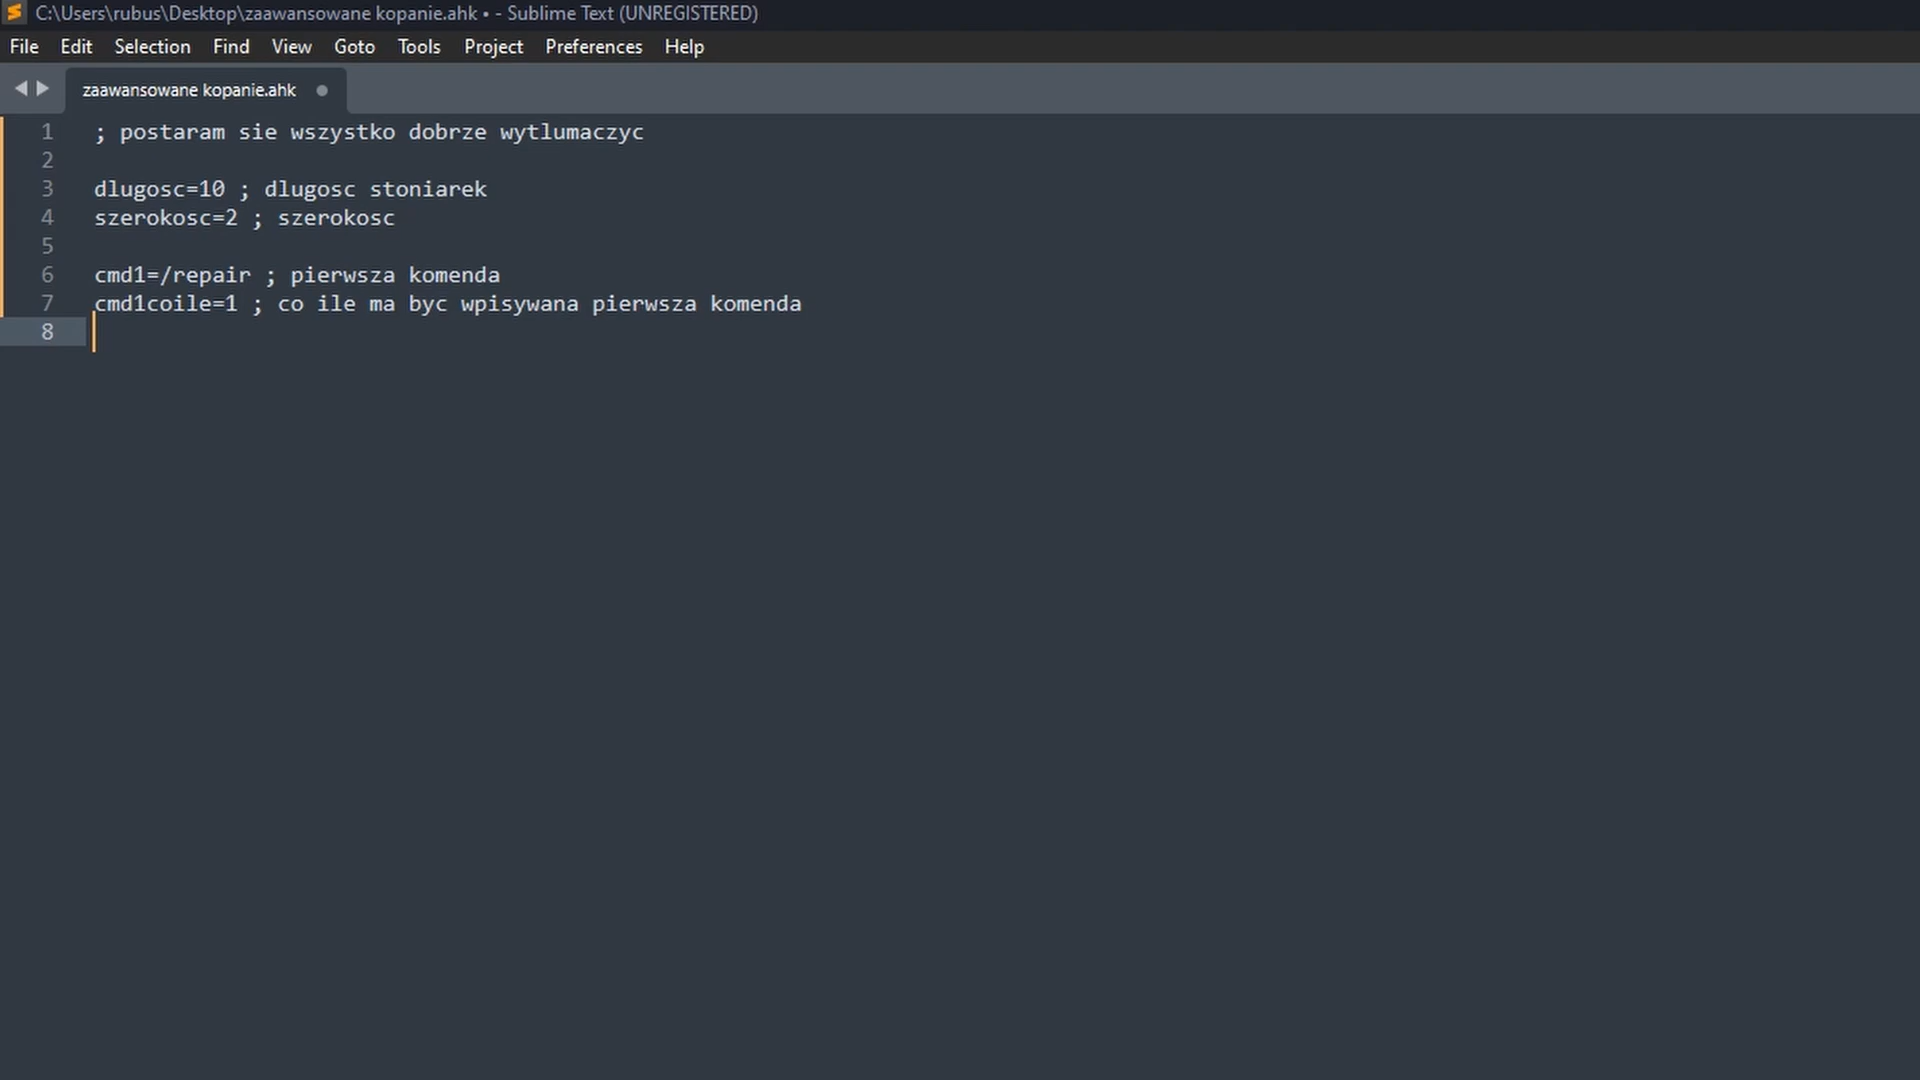 C:\Users\rubus\Desktop\zaawansowane kopanie.ahk • - Sublime Text (UNREGISTERED)
File Edit Selection Find View Goto Tools Project Preferences Help
zaawansowane kopanie.ahk
1 ; postaram sie wszystko dobrze wytlumaczyc
2
3 dlugosc=10 ; dlugosc stoniarek
4 szerokosc=2 ; szerokosc
5
6 cmd1=/repair ; pierwsza komenda
7 cmd1coile=1 ; co ile ma byc wpisywana pierwsza komenda
8